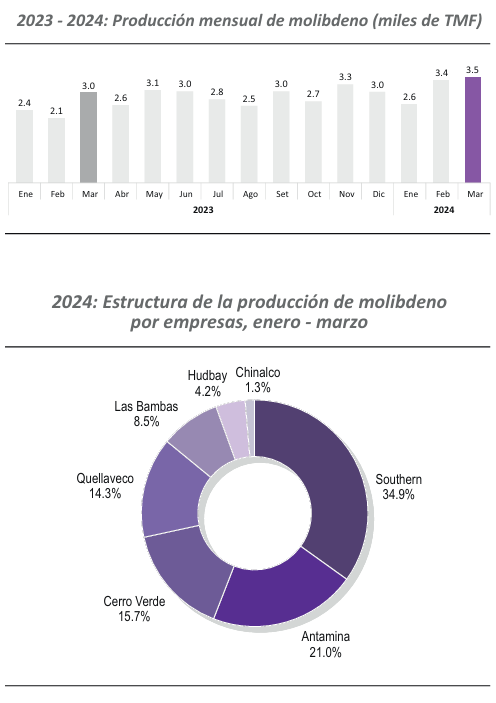 2023 - 2024: Producción mensual de molibdeno (miles de TMF)
2.4 2.1 3.0 2.6 3.1 3.0 2.8 2.5 3.0 2.7 3.3 3.0 2.6 3.4 3.5
Ene Feb Mar Abr May Jun Jul Ago Set Oct Nov Dic Ene Feb Mar
2023 2024
2024: Estructura de la producción de molibdeno
por empresas, enero - marzo
Hudbay
4.2%
Chinalco
1.3%
Las Bambas
8.5%
Quellaveco
14.3%
Southern
34.9%
Cerro Verde
15.7%
Antamina
21.0%